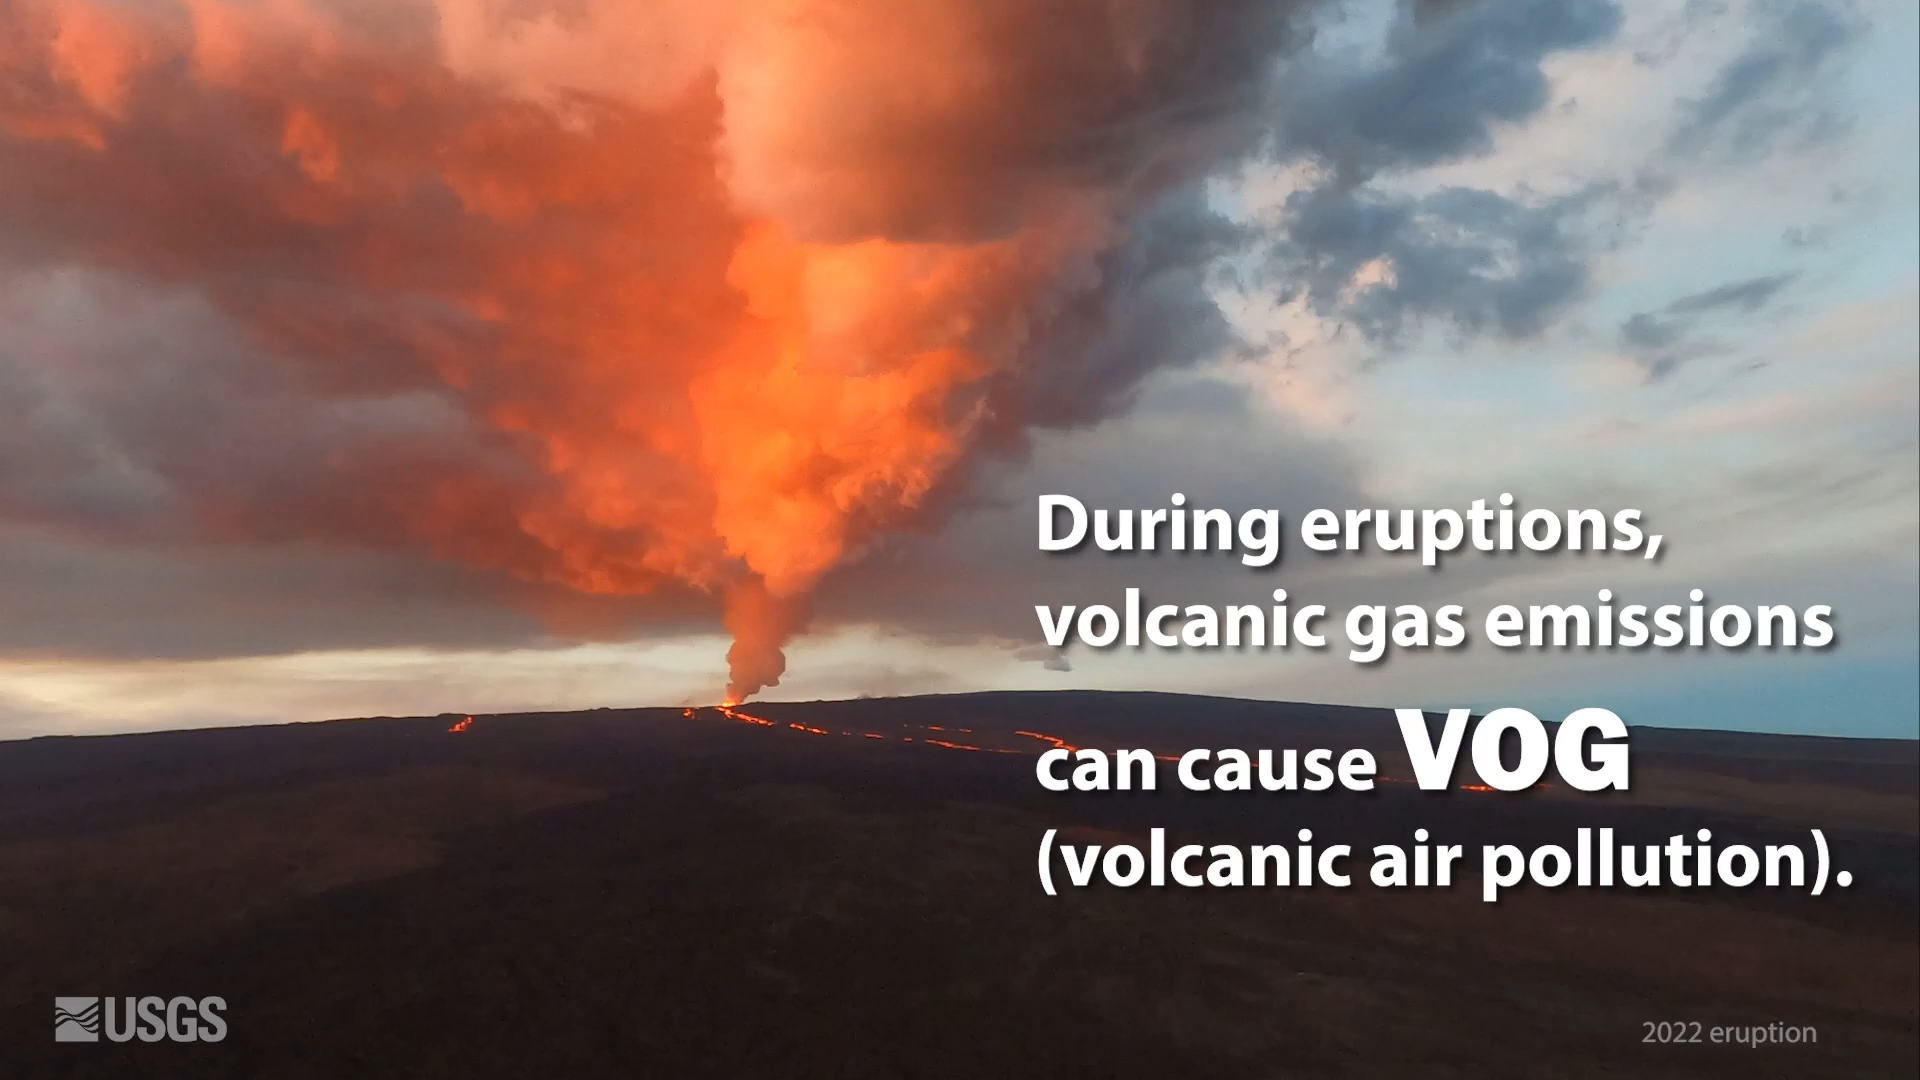 During eruptions,
volcanic gas emissions
can cause VOG
(volcanic air pollution).
USGS
2022 eruption